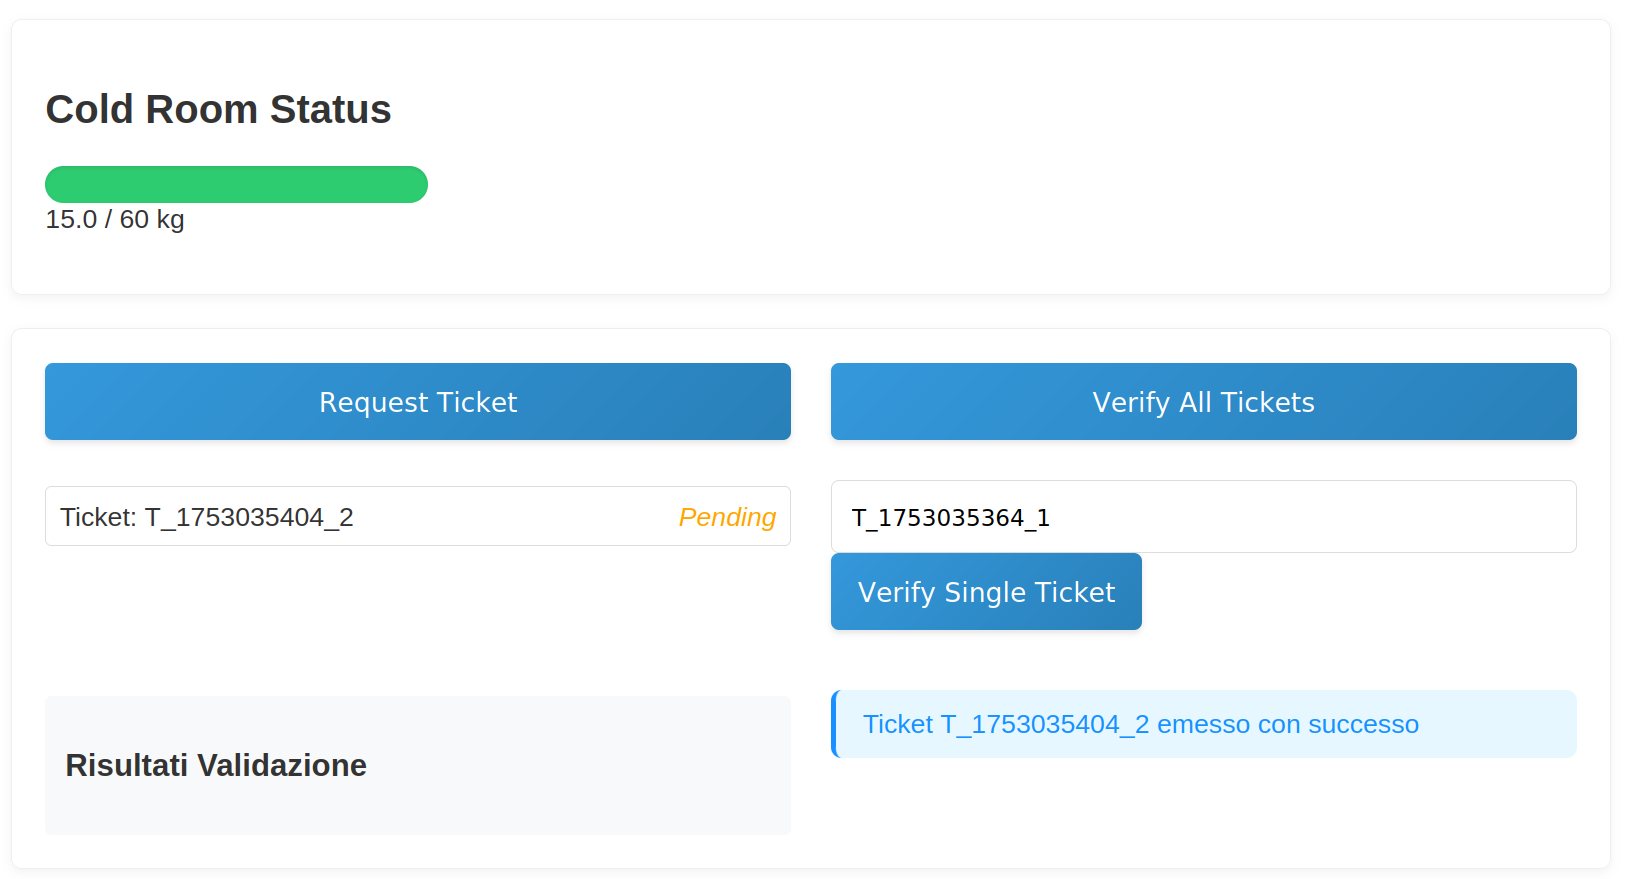 Cold Room Status
15.0 / 60 kg
Request Ticket
Verify All Tickets
Ticket: T_1753035404_2
Pending
T_1753035364_1
Verify Single Ticket
Risultati Validazione
Ticket T_1753035404_2 emesso con successo